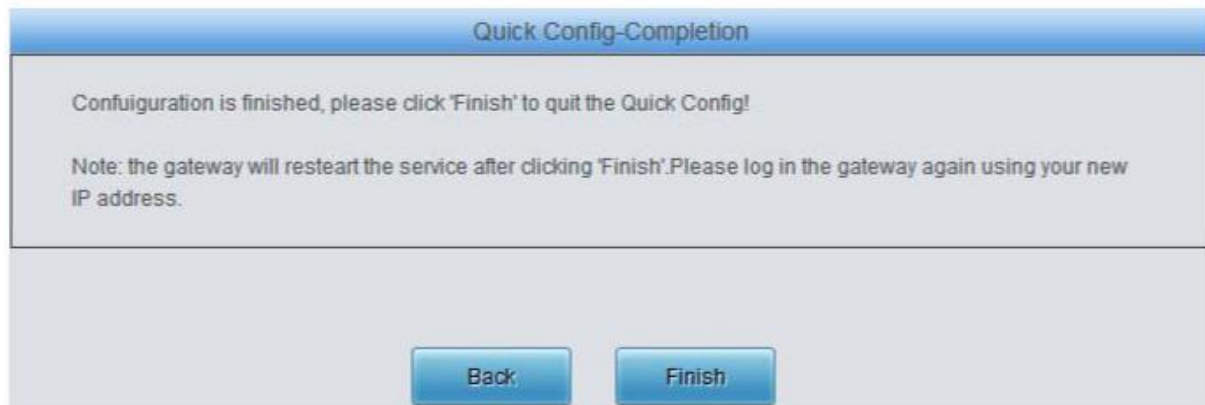 Quick Config-Completion
Confuiguration is finished, please click 'Finish' to quit the Quick Config!
Note: the gateway will resteart the service after clicking 'Finish'.Please log in the gateway again using your new
IP address.
Back
Finish